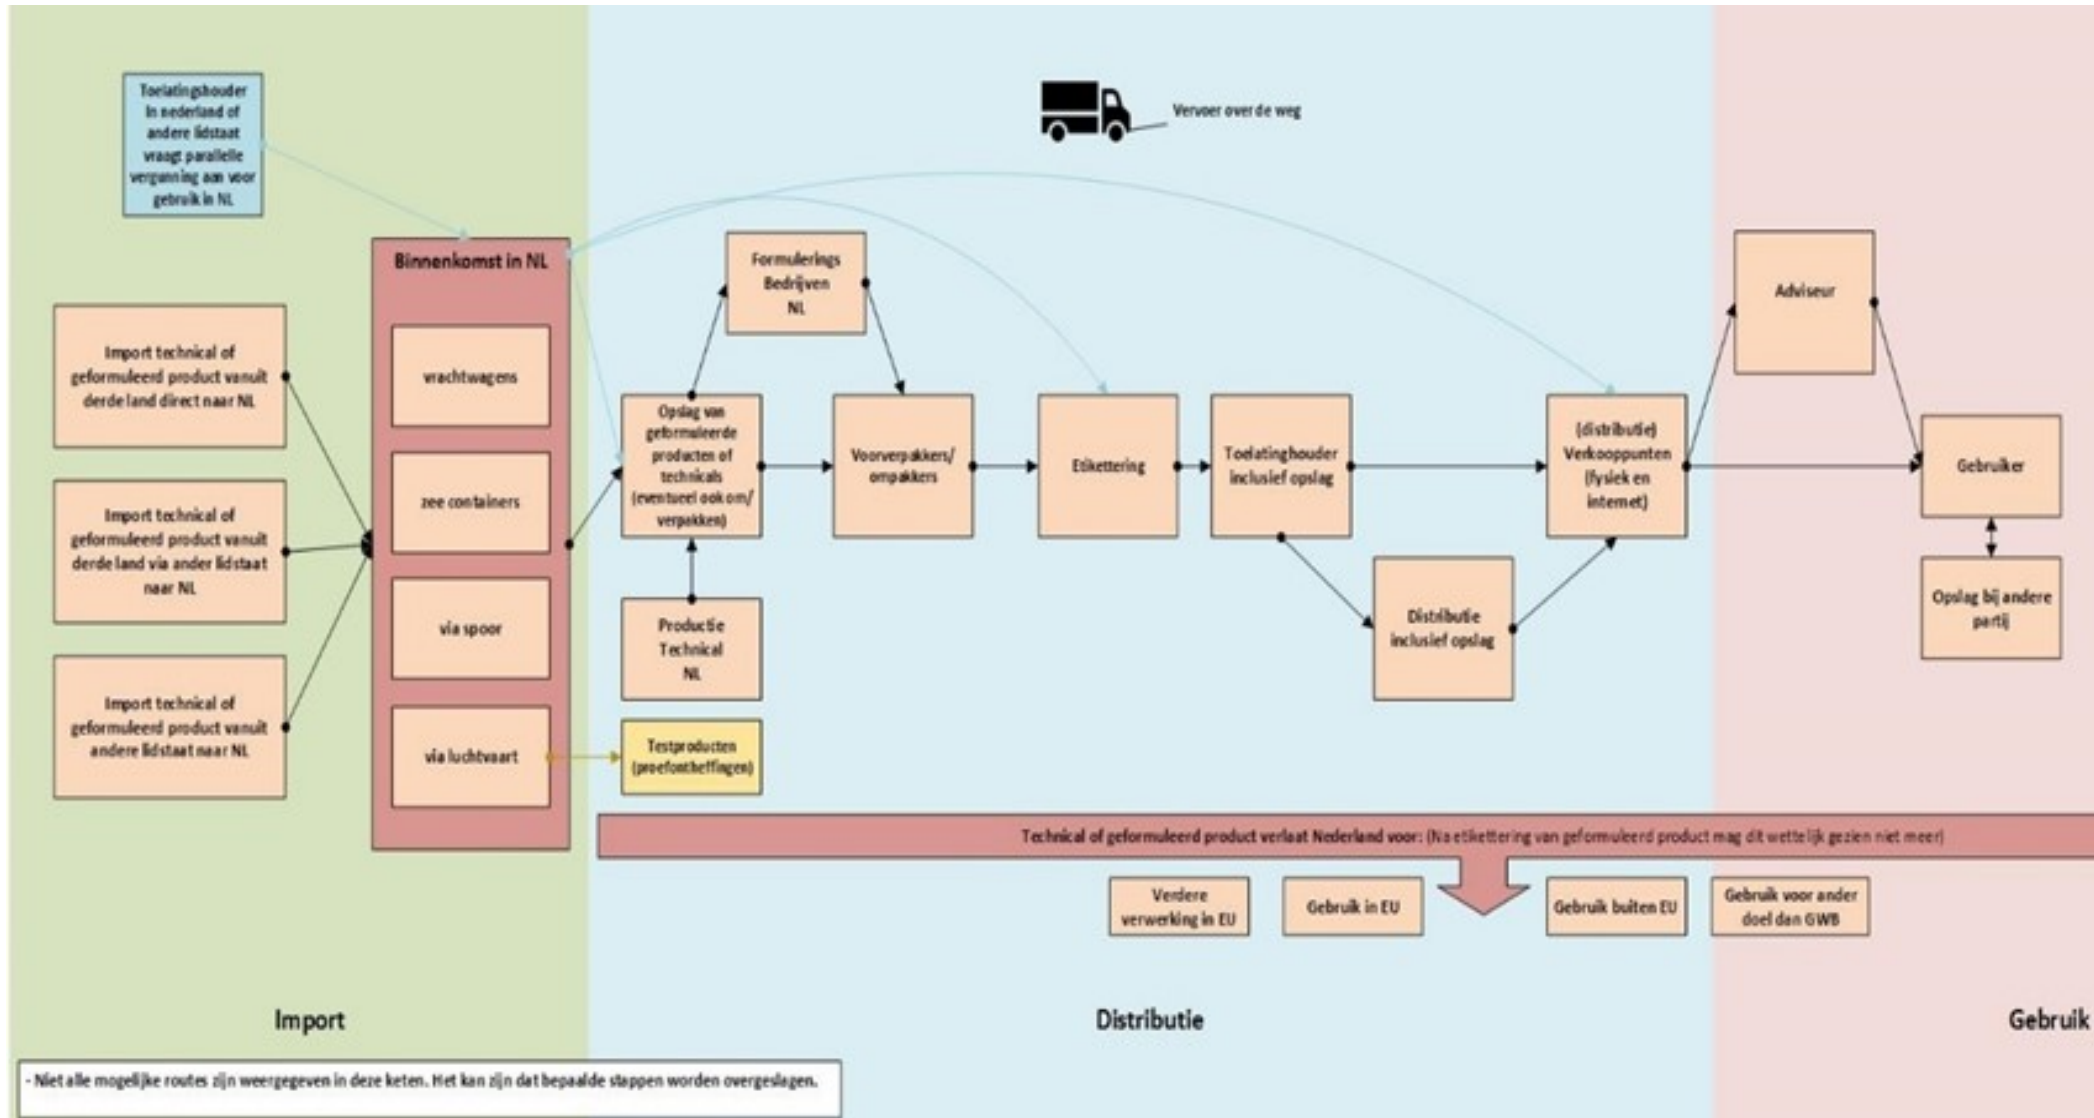 Toelatingshouder
In nederland of
andere lidstaat
vraagt parallelle
vergunning aan voor
gebruik in NL
Vervoer over de weg
Binnenkomst in NL
Import technical of
geformuleerd product vanuit
derde land direct naar NL
Import technical of
geformuleerd product vanuit
derde land via ander lidstaat
naar NL
Import technical of
geformuleerd product vanuit
andere lidstaat naar NL
vrachtwagens
zee containers
via spoor
via luchtvaart
Formulerings
Bedrijven
NL
Opslag van
geformuleerde
producten of
technicals
(eventueel ook om/
verpakken)
Voorverpakkers/
ompakkers
Etikettering
Toelatinghouder
inclusief opslag
(distributie)
Verkooppunten
(fysiek en
internet)
Adviseur
Gebruiker
Opslag bij andere
partij
Productie
Technical
NL
Distributie
inclusief opslag
Testproducten
(proefontheffingen)
Technical of geformuleerd product verlaat Nederland voor: (Na etikettering van geformuleerd product mag dit wettelijk gezien niet meer)
Verdere
verwerking in EU
Gebruik in EU
Gebruik buiten EU
Gebruik voor ander
doel dan GWB
Import
Distributie
Gebruik
- Niet alle mogelijke routes zijn weergegeven in deze keten. Het kan zijn dat bepaalde stappen worden overgeslagen.